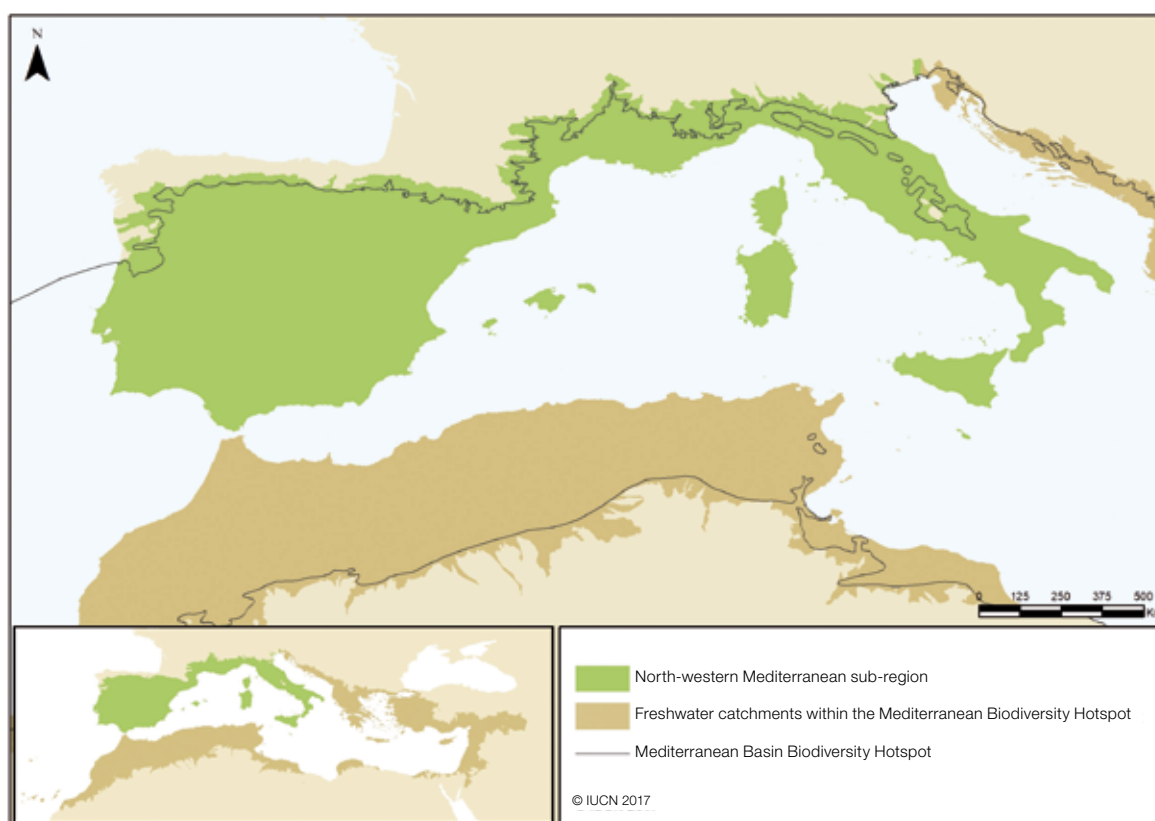 N
0 125 250 375 500
North-western Mediterranean sub-region
Freshwater catchments within the Mediterranean Biodiversity Hotspot
Mediterranean Basin Biodiversity Hotspot
© IUCN 2017